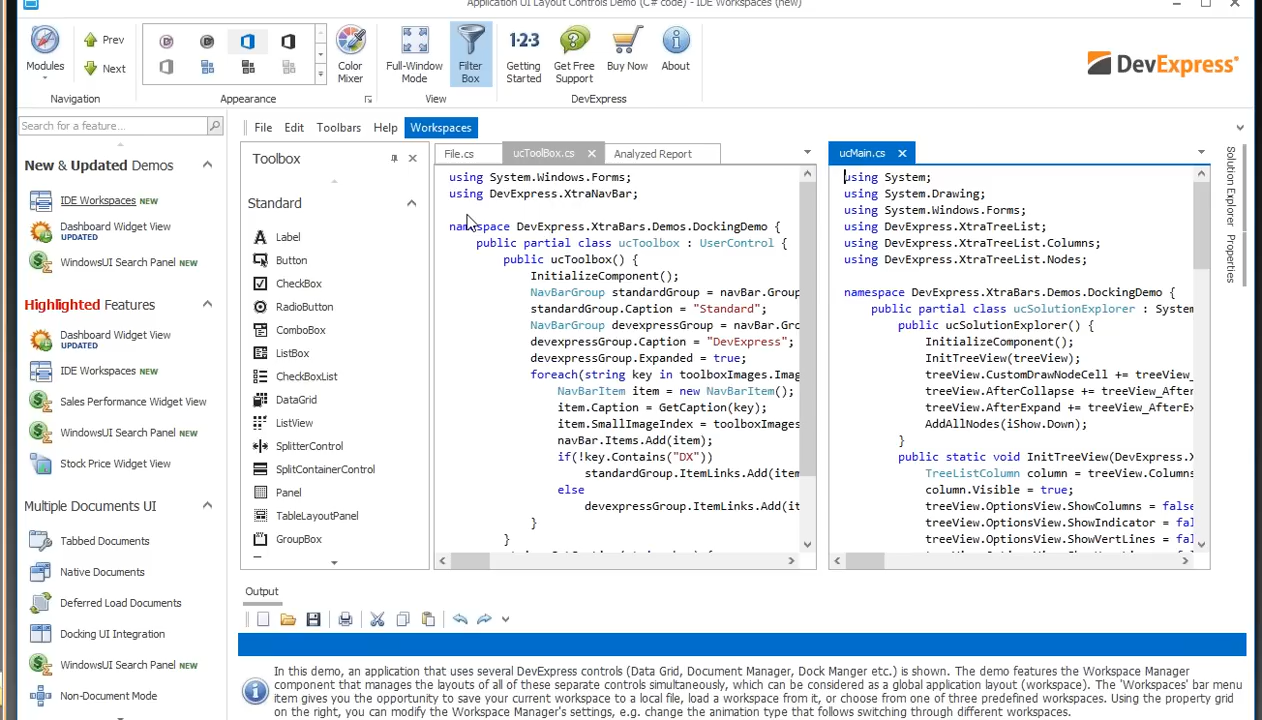 Application UI Layout Controls Demo (C# code) - IDE Workspaces (new)
Modules
Prev
Next
Navigation
Appearance
Color
Mixer
Full-Window
Mode
Filter
Box
View
1·2·3
Getting
Started
Get Free
Support
Buy Now
About
DevExpress
DevExpress
Search for a feature...
New & Updated Demos
IDE Workspaces NEW
Dashboard Widget View
UPDATED
WindowsUI Search Panel NEW
Highlighted Features
Dashboard Widget View
UPDATED
IDE Workspaces NEW
Sales Performance Widget View
WindowsUI Search Panel NEW
Stock Price Widget View
Multiple Documents UI
Tabbed Documents
Native Documents
Deferred Load Documents
Docking UI Integration
WindowsUI Search Panel NEW
Non-Document Mode
File Edit Toolbars Help Workspaces
Toolbox
Standard
Label
Button
CheckBox
RadioButton
ComboBox
ListBox
CheckBoxList
DataGrid
ListView
SplitterControl
SplitContainerControl
Panel
TableLayoutPanel
GroupBox
File.cs ucToolBox.cs Analyzed Report
using System.Windows.Forms;
using DevExpress.XtraNavBar;
namespace DevExpress.XtraBars.Demos.DockingDemo {
public partial class ucToolbox : UserControl {
public ucToolbox() {
InitializeComponent();
NavBarGroup standardGroup = navBar.Group
standardGroup.Caption = "Standard";
NavBarGroup devexpressGroup = navBar.Gro
devexpressGroup.Caption = "DevExpress";
devexpressGroup.Expanded = true;
foreach(string key in toolboxImages.Imag
NavBarItem item = new NavBarItem();
item.Caption = GetCaption(key);
item.SmallImageIndex = toolboxImages
navBar.Items.Add(item);
if(!key.Contains("DX"))
standardGroup.ItemLinks.Add(item
else
devexpressGroup.ItemLinks.Add(it
}
}
ucMain.cs
using System;
using System.Drawing;
using System.Windows.Forms;
using DevExpress.XtraTreeList;
using DevExpress.XtraTreeList.Columns;
using DevExpress.XtraTreeList.Nodes;
namespace DevExpress.XtraBars.Demos.DockingDemo {
public partial class ucSolutionExplorer : System
public ucSolutionExplorer() {
InitializeComponent();
InitTreeView(treeView);
treeView.CustomDrawNodeCell += treeView_
treeView.AfterCollapse += treeView_After
treeView.AfterExpand += treeView_AfterEx
AddAllNodes(iShow.Down);
}
public static void InitTreeView(DevExpress.X
TreeListColumn column = treeView.Columns
column.Visible = true;
treeView.OptionsView.ShowColumns = false
treeView.OptionsView.ShowIndicator = fal
treeView.OptionsView.ShowVertLines = fal
Solution Explorer
Properties
Output
In this demo, an application that uses several DevExpress controls (Data Grid, Document Manager, Dock Manger etc.) is shown. The demo features the Workspace Manager
component that manages the layouts of all of these separate controls simultaneously, which can be considered as a global application layout (workspace). The 'Workspaces' bar menu
item gives you the opportunity to save your current workspace to a local file, load a workspace from it, or choose from one of three predefined workspaces. Using the property grid
on the right, you can modify the Workspace Manager's settings, e.g. change the animation type that follows switching through different workspaces.